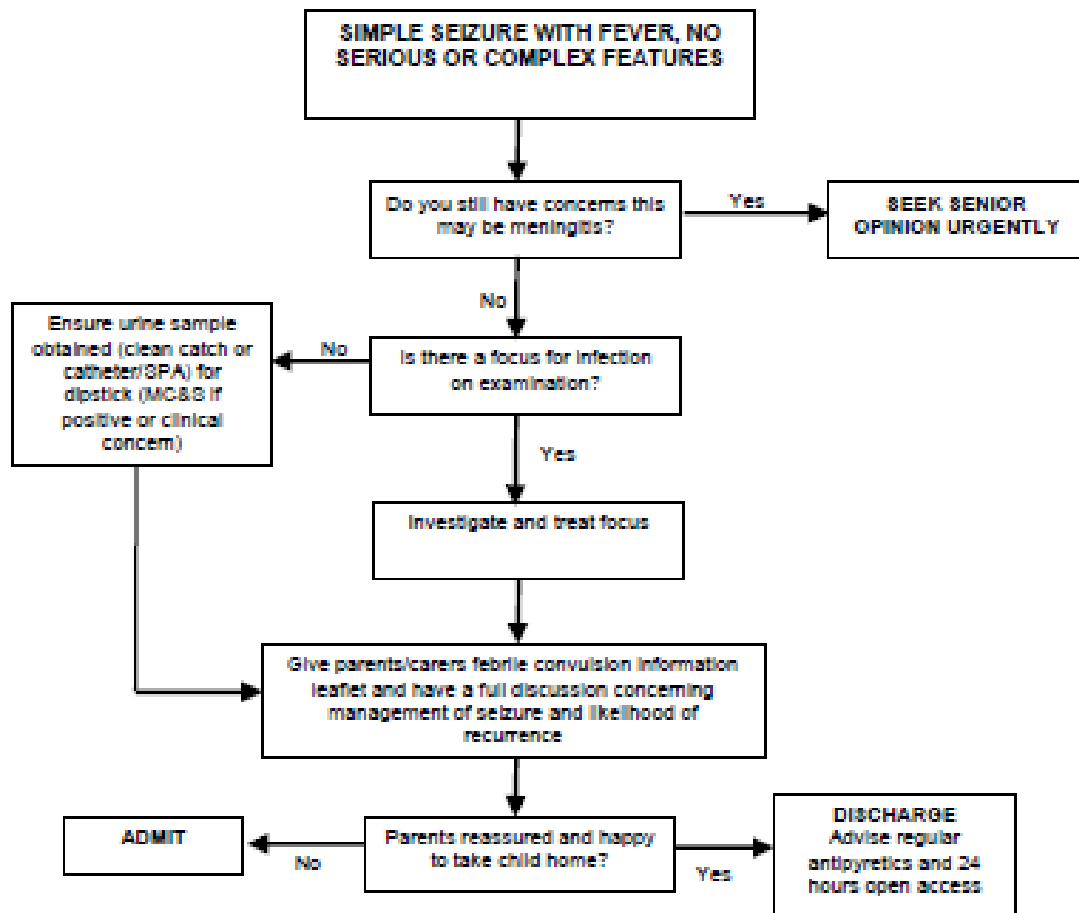 SIMPLE SEIZURE WITH FEVER, NO
SERIOUS OR COMPLEX FEATURES
Do you still have concerns this
may be meningitis?
Yes
SEEK SENIOR
OPINION URGENTLY
No
Ensure urine sample
obtained (clean catch or
catheter/SPA) for
dipstick (MC&S if
positive or clinical
concern)
No
Is there a focus for infection
on examination?
Yes
Investigate and treat focus
Give parents/carers febrile convulsion information
leaflet and have a full discussion concerning
management of seizure and likelihood of
recurrence
ADMIT
No
Parents reassured and happy
to take child home?
Yes
DISCHARGE
Advise regular
antipyretics and 24
hours open access